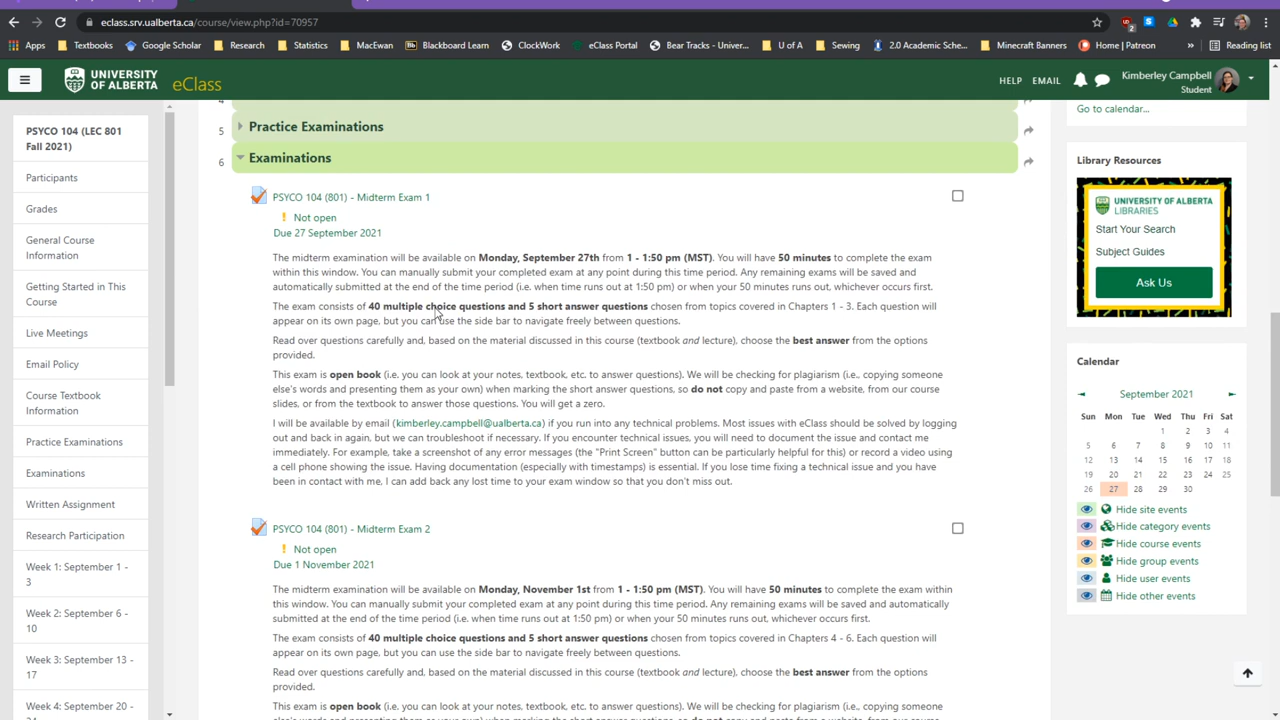 eclass.srv.ualberta.ca/course/view.php?id=70957
Apps
Textbooks
Google Scholar
Research
Statistics
MacEwan
Bb
Blackboard Learn
ClockWork
eClass Portal
Bear Tracks - Univer...
U of A
Sewing
2.0 Academic Sche...
Minecraft Banners
Home | Patreon
»
Reading list
UNIVERSITY OF ALBERTA
eClass
HELP
EMAIL
Kimberley Campbell
Student
PSYCO 104 (LEC 801
Fall 2021)
Participants
Grades
General Course
Information
Getting Started in This
Course
Live Meetings
Email Policy
Course Textbook
Information
Practice Examinations
Examinations
Written Assignment
Research Participation
Week 1: September 1 -
3
Week 2: September 6 -
10
Week 3: September 13 -
17
Week 4: September 20 -
5
Practice Examinations
6
Examinations
PSYCO 104 (801) - Midterm Exam 1
Not open
Due 27 September 2021
The midterm examination will be available on Monday, September 27th from 1 - 1:50 pm (MST). You will have 50 minutes to complete the exam
within this window. You can manually submit your completed exam at any point during this time period. Any remaining exams will be saved and
automatically submitted at the end of the time period (i.e. when time runs out at 1:50 pm) or when your 50 minutes runs out, whichever occurs first.
The exam consists of 40 multiple choice questions and 5 short answer questions chosen from topics covered in Chapters 1 - 3. Each question will
appear on its own page, but you can use the side bar to navigate freely between questions.
Read over questions carefully and, based on the material discussed in this course (textbook and lecture), choose the best answer from the options
provided.
This exam is open book (i.e. you can look at your notes, textbook, etc. to answer questions). We will be checking for plagiarism (i.e., copying someone
else's words and presenting them as your own) when marking the short answer questions, so do not copy and paste from a website, from our course
slides, or from the textbook to answer those questions. You will get a zero.
I will be available by email (kimberley.campbell@ualberta.ca) if you run into any technical problems. Most issues with eClass should be solved by logging
out and back in again, but we can troubleshoot if necessary. If you encounter technical issues, you will need to document the issue and contact me
immediately. For example, take a screenshot of any error messages (the "Print Screen" button can be particularly helpful for this) or record a video using
a cell phone showing the issue. Having documentation (especially with timestamps) is essential. If you lose time fixing a technical issue and you have
been in contact with me, I can add back any lost time to your exam window so that you don't miss out.
PSYCO 104 (801) - Midterm Exam 2
Not open
Due 1 November 2021
The midterm examination will be available on Monday, November 1st from 1 - 1:50 pm (MST). You will have 50 minutes to complete the exam within
this window. You can manually submit your completed exam at any point during this time period. Any remaining exams will be saved and automatically
submitted at the end of the time period (i.e. when time runs out at 1:50 pm) or when your 50 minutes runs out, whichever occurs first.
The exam consists of 40 multiple choice questions and 5 short answer questions chosen from topics covered in Chapters 4 - 6. Each question will
appear on its own page, but you can use the side bar to navigate freely between questions.
Read over questions carefully and, based on the material discussed in this course (textbook and lecture), choose the best answer from the options
provided.
This exam is open book (i.e. you can look at your notes, textbook, etc. to answer questions). We will be checking for plagiarism (i.e., copying someone
Go to calendar...
Library Resources
UNIVERSITY OF ALBERTA
LIBRARIES
Start Your Search
Subject Guides
Ask Us
Calendar
◄ September 2021 ►
Sun Mon Tue Wed Thu Fri Sat
1 2 3 4
5 6 7 8 9 10 11
12 13 14 15 16 17 18
19 20 21 22 23 24 25
26 27 28 29 30
Hide site events
Hide category events
Hide course events
Hide group events
Hide user events
Hide other events